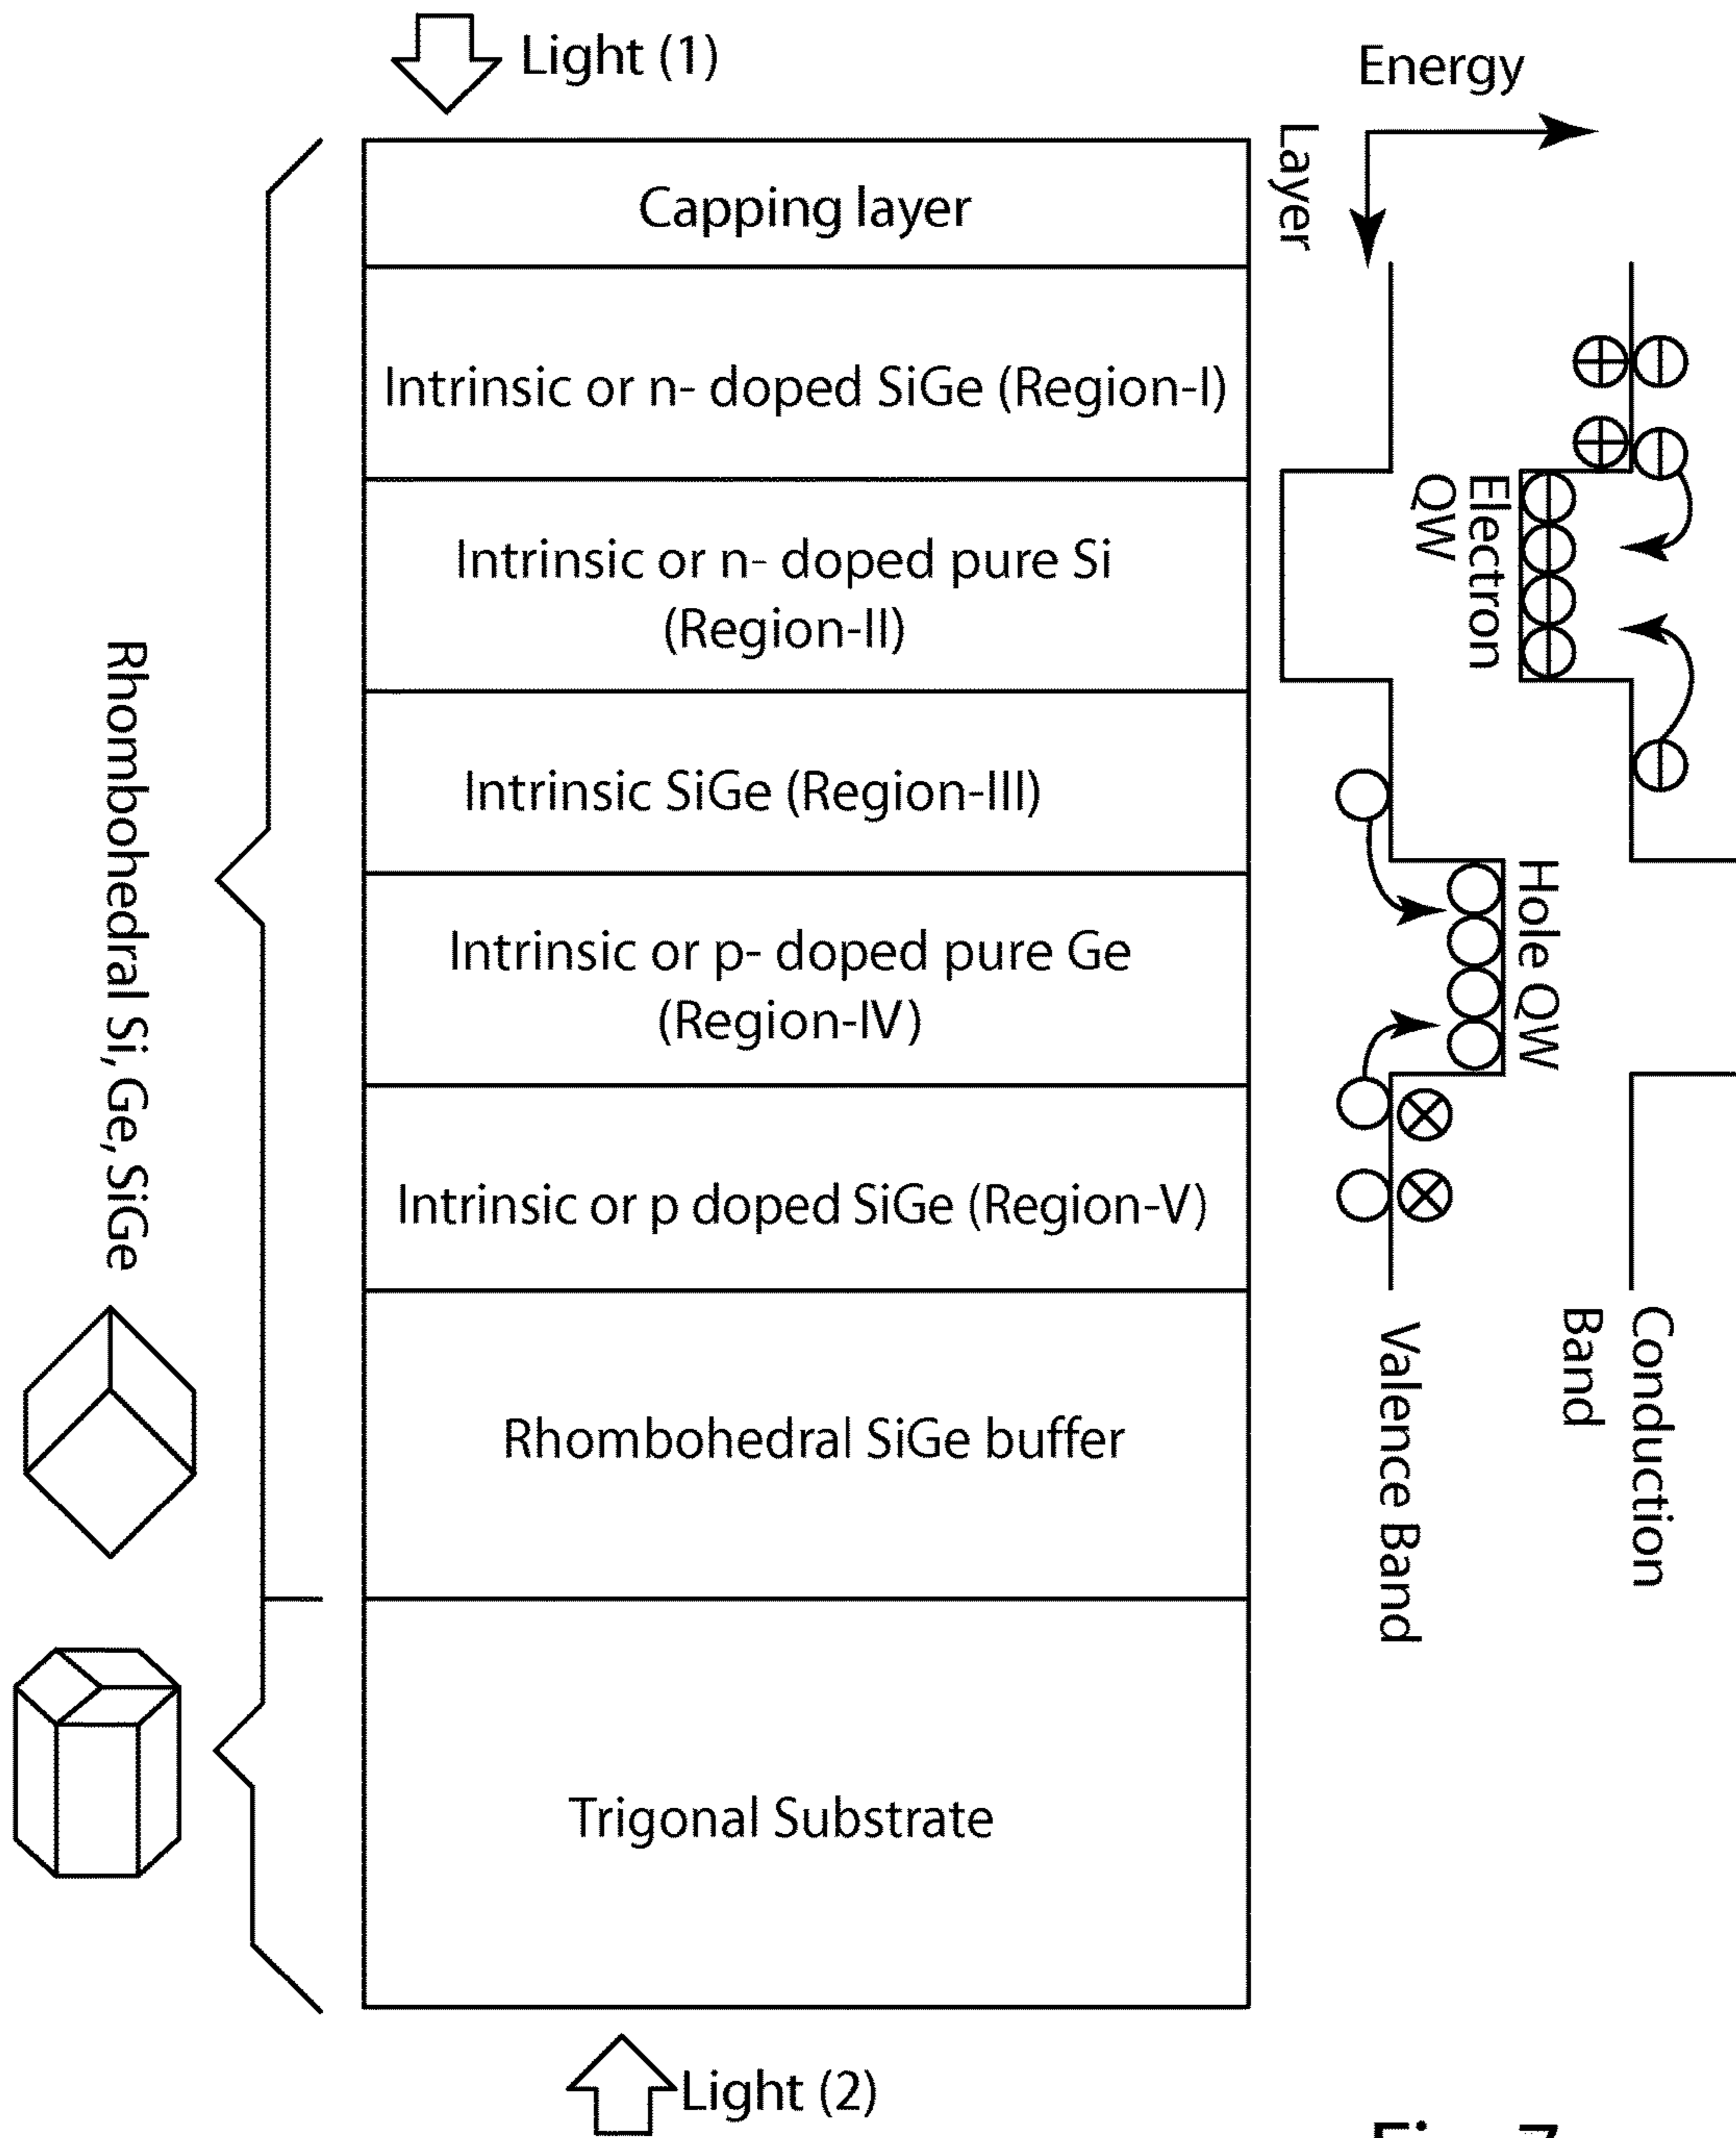 Light (1)
Energy
Layer
Capping layer
Intrinsic or n- doped SiGe (Region-I)
Electron
QW
Intrinsic or n- doped pure Si
(Region-II)
Intrinsic SiGe (Region-III)
Hole QW
Intrinsic or p- doped pure Ge
(Region-IV)
Intrinsic or p doped SiGe (Region-V)
Rhombohedral Si, Ge, SiGe
Conduction
Band
Valence Band
Rhombohedral SiGe buffer
Trigonal Substrate
Light (2)